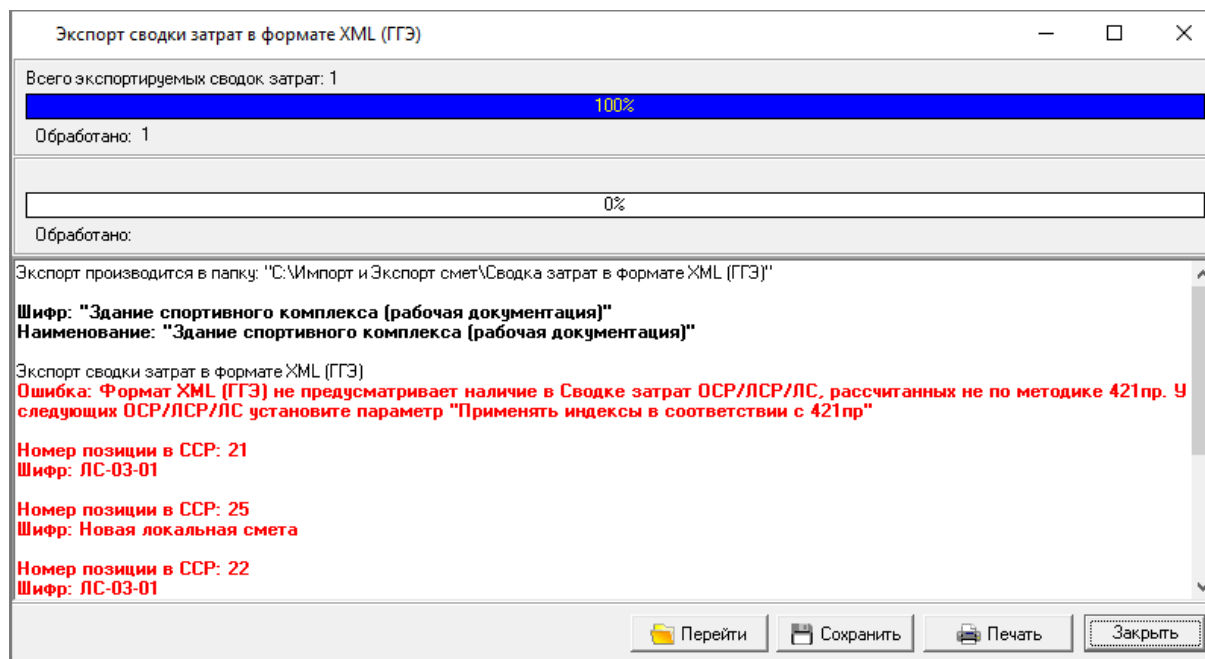 Экспорт сводки затрат в формате XML (ГГЭ)
Всего экспортируемых сводок затрат: 1
100%
Обработано: 1
0%
Обработано:
Экспорт производится в папку: "C:\Импорт и Экспорт смет\Сводка затрат в формате XML (ГГЭ)"
Шифр: "Здание спортивного комплекса (рабочая документация)"
Наименование: "Здание спортивного комплекса (рабочая документация)"
Экспорт сводки затрат в формате XML (ГГЭ)
Ошибка: Формат XML (ГГЭ) не предусматривает наличие в Сводке затрат ОСР/ЛСР/ЛС, рассчитанных не по методике 421пр. У
следующих ОСР/ЛСР/ЛС установите параметр "Применять индексы в соответствии с 421пр"
Номер позиции в ССР: 21
Шифр: ЛС-03-01
Номер позиции в ССР: 25
Шифр: Новая локальная смета
Номер позиции в ССР: 22
Шифр: ЛС-03-01
Перейти Сохранить Печать Закрыть